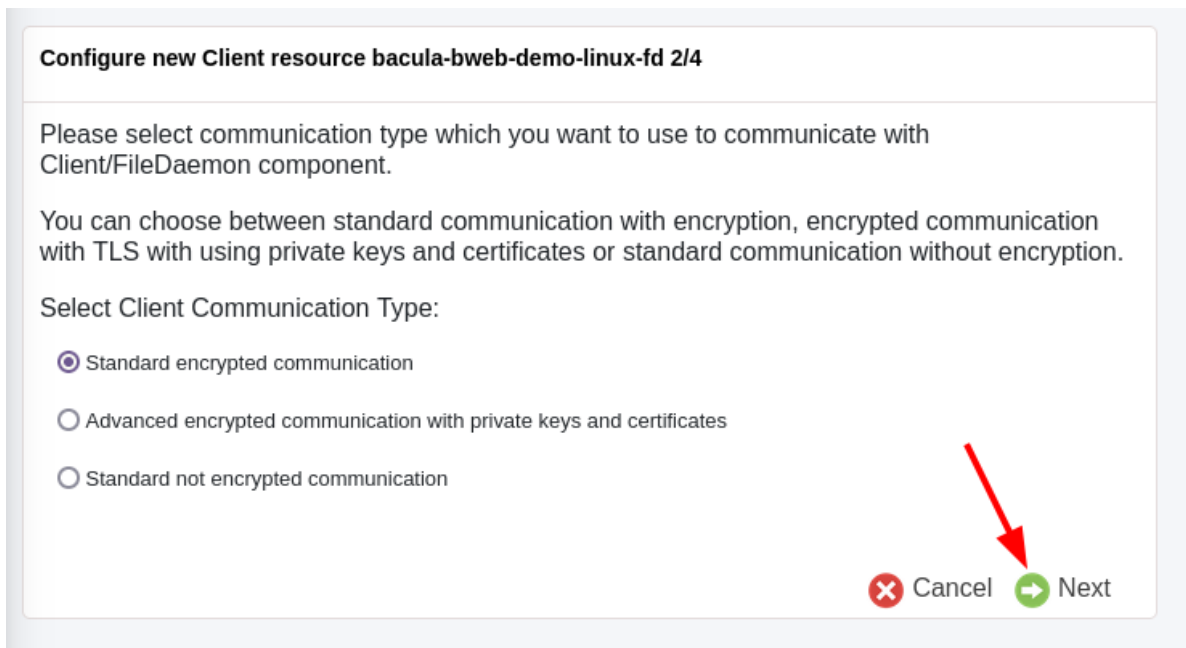 Configure new Client resource bacula-bweb-demo-linux-fd 2/4
Please select communication type which you want to use to communicate with
Client/FileDaemon component.
You can choose between standard communication with encryption, encrypted communication
with TLS with using private keys and certificates or standard communication without encryption.
Select Client Communication Type:
Standard encrypted communication
Advanced encrypted communication with private keys and certificates
Standard not encrypted communication
Cancel Next